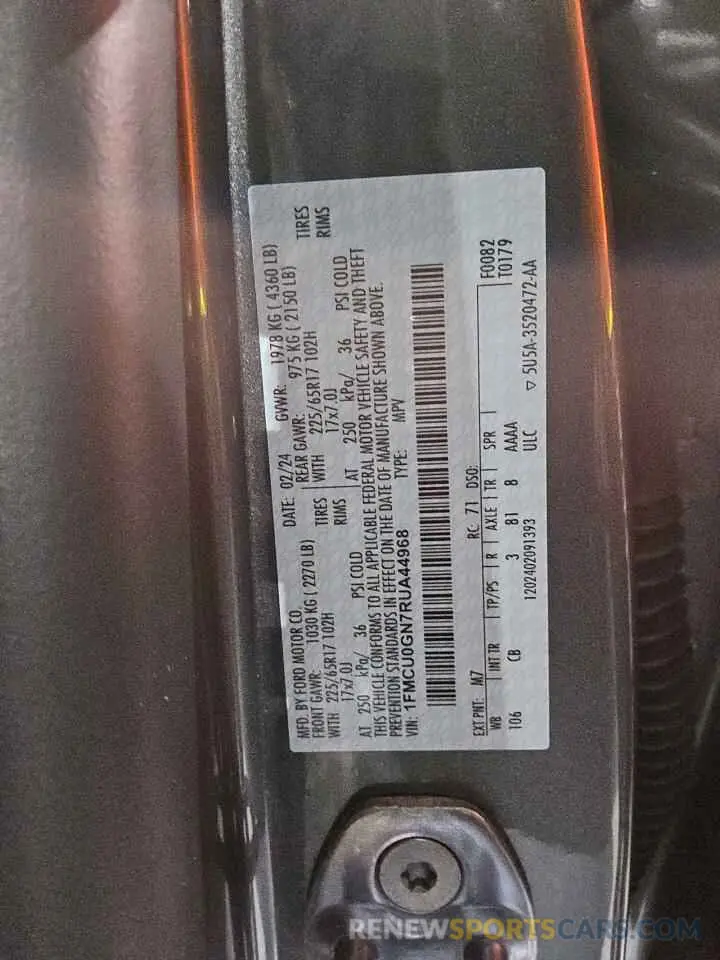 MFD. BY FORD MOTOR CO.
DATE: 02/24 GVWR: 1978 KG ( 4360 LB)
FRONT GAWR: 1030 KG ( 2270 LB) REAR GAWR: 975 KG ( 2150 LB)
WITH 225/65R17 102H TIRES WITH 225/65R17 102H TIRES
17x7.0J RIMS 17x7.0J RIMS
AT 250 kPa/ 36 PSI COLD AT 250 kPa/ 36 PSI COLD
THIS VEHICLE CONFORMS TO ALL APPLICABLE FEDERAL MOTOR VEHICLE SAFETY AND THEFT
PREVENTION STANDARDS IN EFFECT ON THE DATE OF MANUFACTURE SHOWN ABOVE.
VIN: 1FMCU0GN7RUA44968 TYPE: MPV
EXT PNT: M7 RC: 71 DSO: F0082
WB INT TR TP/PS R AXLE TR SPR T0179
106 CB 3 81 8 AAAA
1202402091393 ULC ▽ 5U5A-3520472-AA
RENEWSPORTSCARS.COM